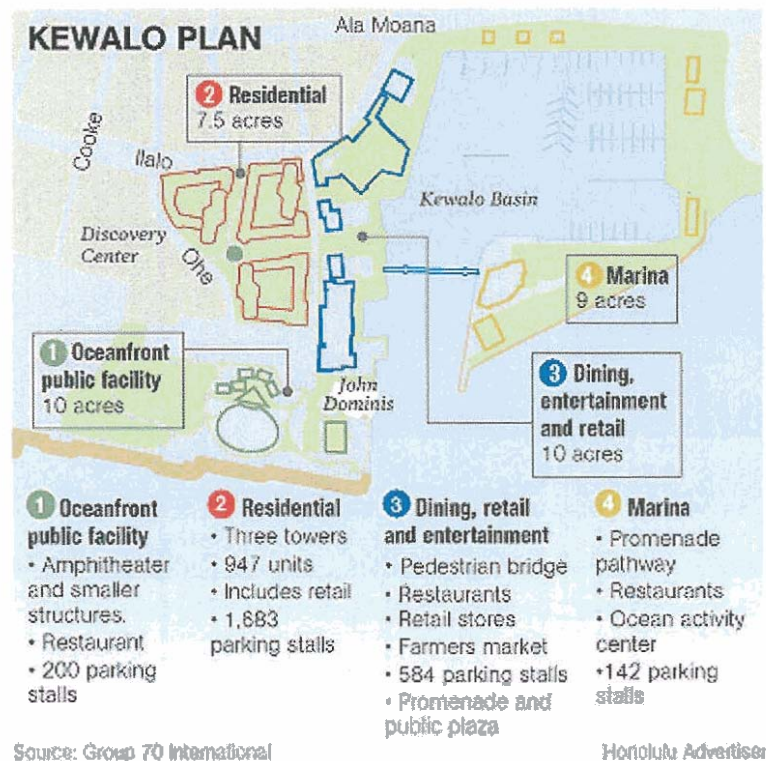 KEWALO PLAN
Ala Moana
2 Residential
7.5 acres
Cooke
Ilalo
Kewalo Basin
Discovery
Center
Ohe
4 Marina
9 acres
1 Oceanfront
public facility
10 acres
John
Dominis
3 Dining,
entertainment
and retail
10 acres
1 Oceanfront
public facility
• Amphitheater
and smaller
structures.
• Restaurant
• 200 parking
stalls
2 Residential
• Three towers
• 947 units
• Includes retail
• 1,683
parking stalls
3 Dining, retail
and entertainment
• Pedestrian bridge
• Restaurants
• Retail stores
• Farmers market
• 584 parking stalls
• Promenade and
public plaza
4 Marina
• Promenade
pathway
• Restaurants
• Ocean activity
center
•142 parking
stalls
Source: Group 70 International
Honolulu Advertiser